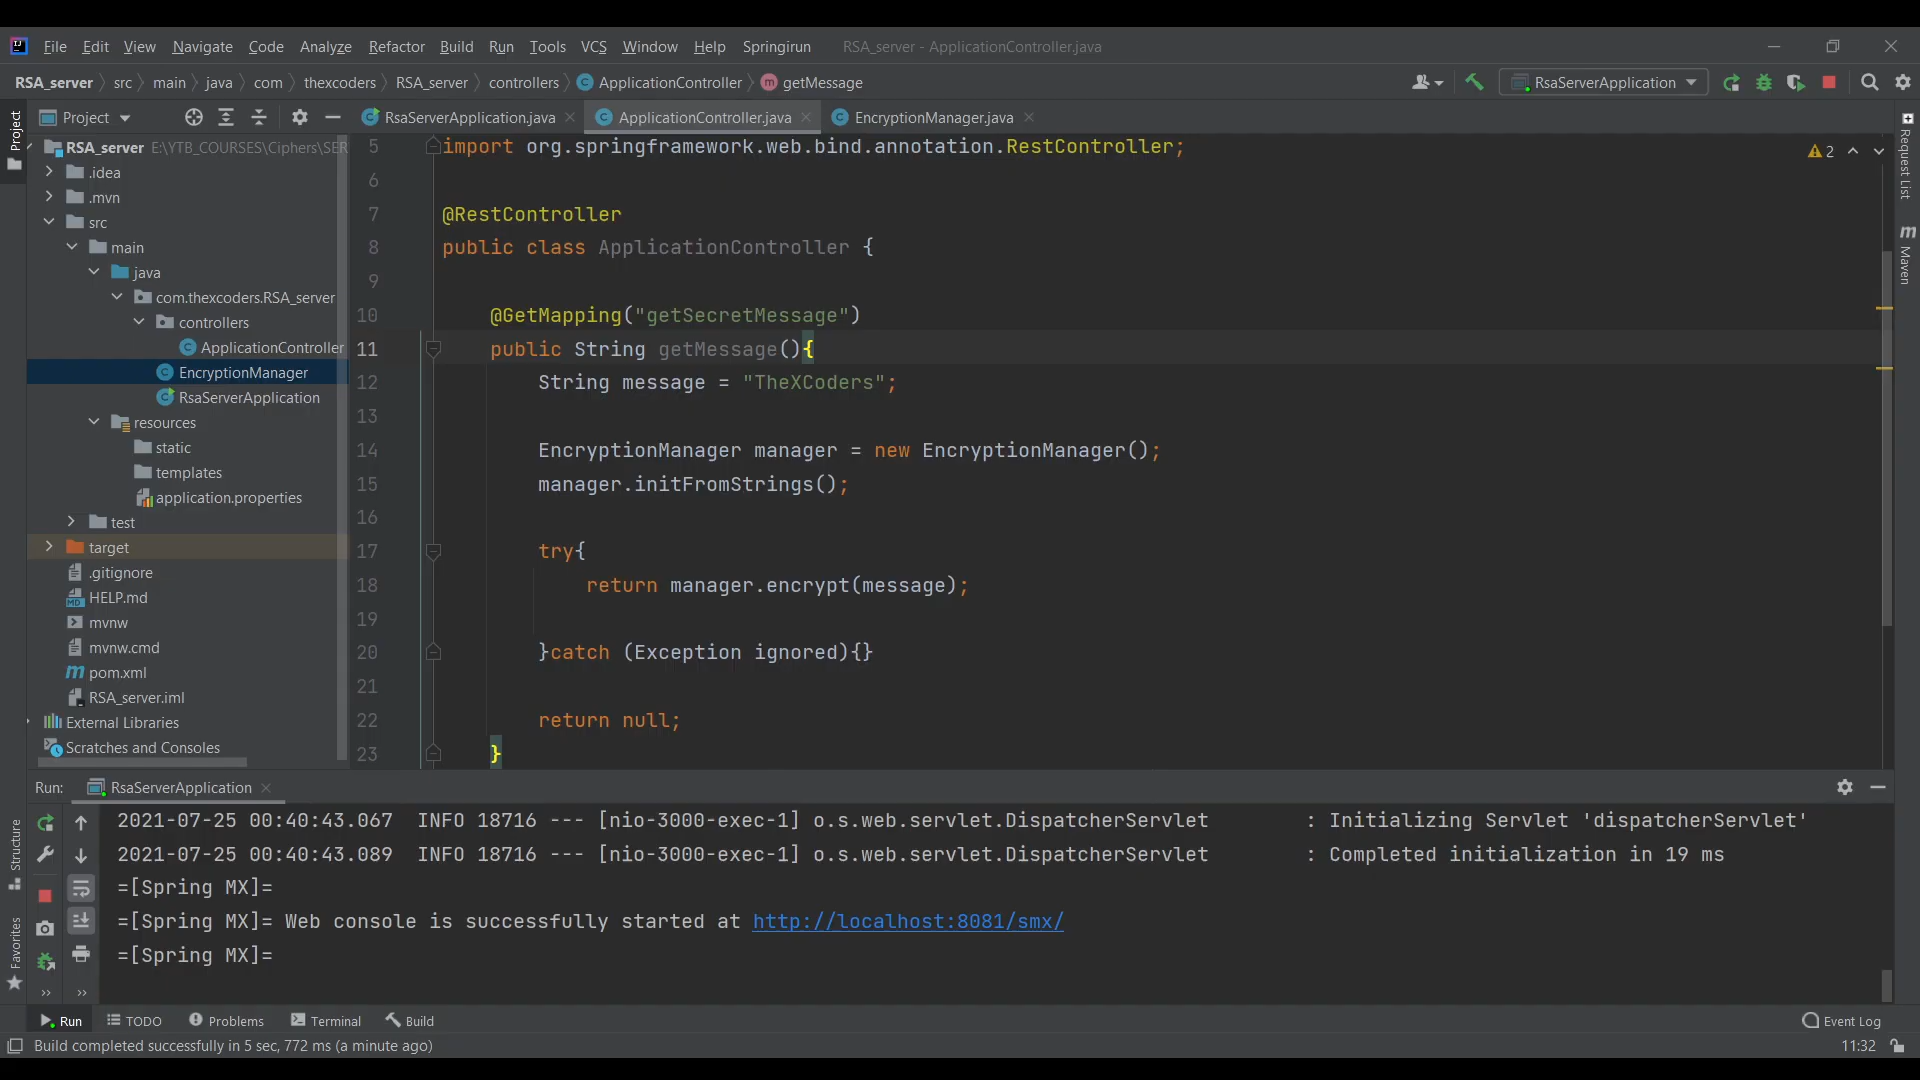 File Edit View Navigate Code Analyze Refactor Build Run Tools VCS Window Help Springirun RSA_server - ApplicationController.java
RSA_server src main java com thexcoders RSA_server controllers ApplicationController getMessage RsaServerApplication
Project
Project
RsaServerApplication.java ApplicationController.java EncryptionManager.java
RSA_server E:\YTB_COURSES\Ciphers\SER
.idea
.mvn
src
main
java
com.thexcoders.RSA_server
controllers
ApplicationController
EncryptionManager
RsaServerApplication
resources
static
templates
application.properties
test
target
.gitignore
HELP.md
mvnw
mvnw.cmd
pom.xml
RSA_server.iml
External Libraries
Scratches and Consoles
5 import org.springframework.web.bind.annotation.RestController;
6
7 @RestController
8 public class ApplicationController {
9
10 @GetMapping("getSecretMessage")
11 public String getMessage(){
12 String message = "TheXCoders";
13
14 EncryptionManager manager = new EncryptionManager();
15 manager.initFromStrings();
16
17 try{
18 return manager.encrypt(message);
19
20 }catch (Exception ignored){}
21
22 return null;
23 }
2
Request List
Maven
Run: RsaServerApplication
2021-07-25 00:40:43.067 INFO 18716 --- [nio-3000-exec-1] o.s.web.servlet.DispatcherServlet : Initializing Servlet 'dispatcherServlet'
2021-07-25 00:40:43.089 INFO 18716 --- [nio-3000-exec-1] o.s.web.servlet.DispatcherServlet : Completed initialization in 19 ms
=[Spring MX]=
=[Spring MX]= Web console is successfully started at http://localhost:8081/smx/
=[Spring MX]=
Structure
Favorites
Run TODO Problems Terminal Build Event Log
Build completed successfully in 5 sec, 772 ms (a minute ago) 11:32